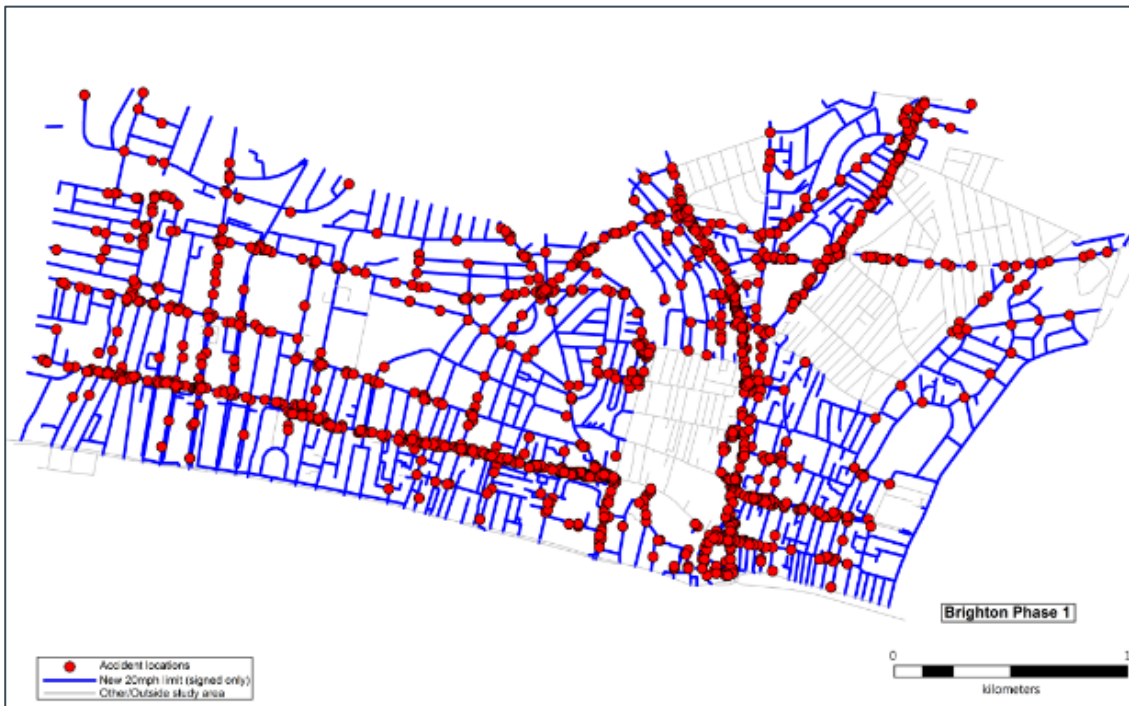 Brighton Phase 1
0
1
kilometers
Accident locations
New 20mph limit (signed only)
Other/Outside study area